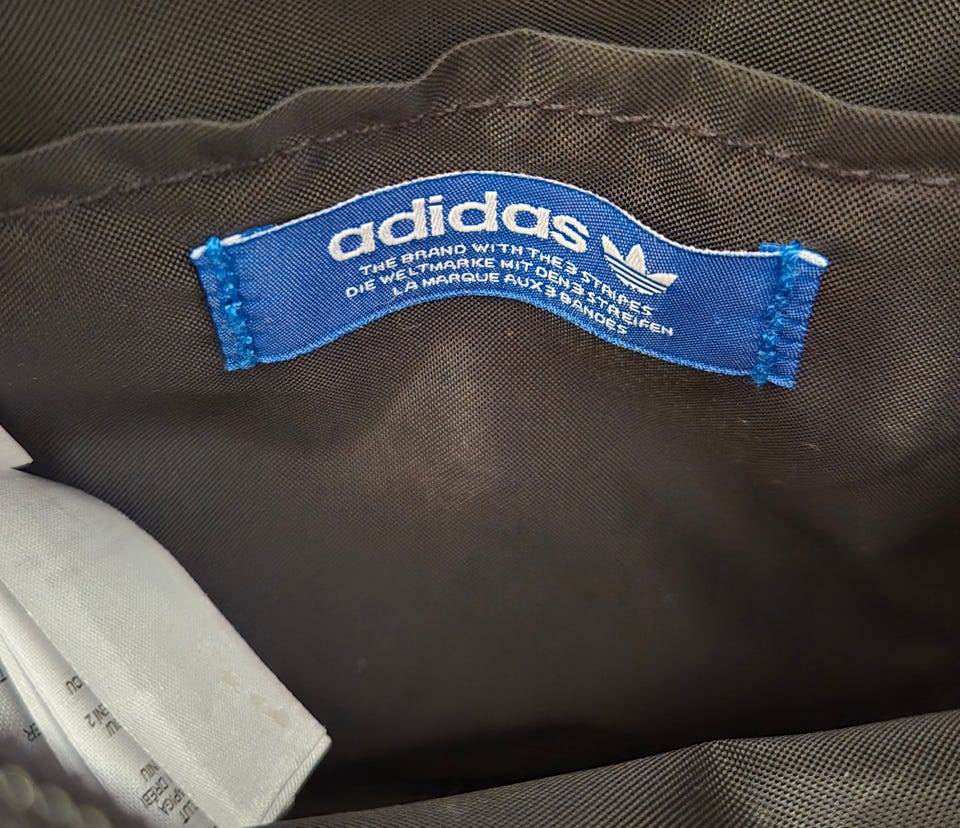 adidas
THE BRAND WITH THE 3 STRIPES
DIE WELTMARKE MIT DEN 3 STREIFEN
LA MARQUE AUX 3 BANDES